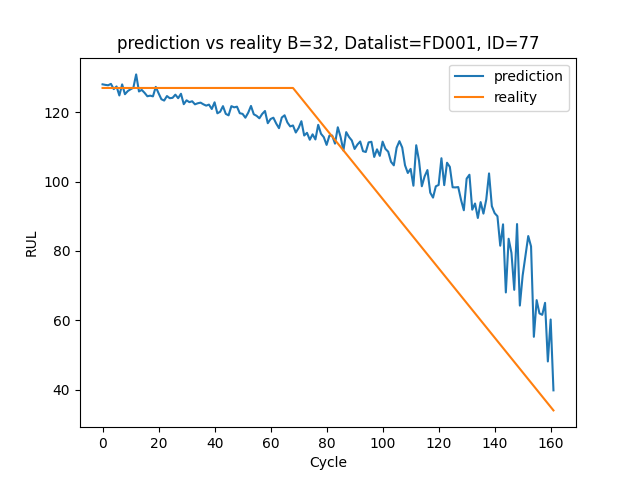 prediction vs reality B=32, Datalist=FD001, ID=77
prediction
reality
RUL
120
100
80
60
40
0 20 40 60 80 100 120 140 160
Cycle